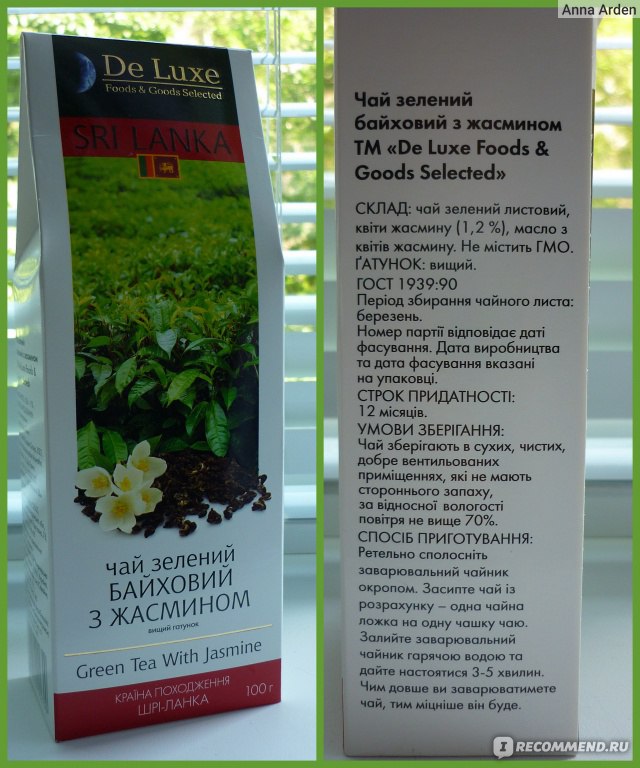 Anna Arden
De Luxe
Foods & Goods Selected
SRI LANKA
чай зелений
БАЙХОВИЙ
З ЖАСМИНОМ
вищий ґатунок
Green Tea With Jasmine
КРАЇНА ПОХОДЖЕННЯ
ШРІ-ЛАНКА
100 г
Чай зелений
байховий з жасмином
ТМ «De Luxe Foods &
Goods Selected»
СКЛАД: чай зелений листовий,
квіти жасмину (1,2 %), масло з
квітів жасмину. Не містить ГМО.
ҐАТУНОК: вищий.
ГОСТ 1939:90
Період збирання чайного листа:
березень.
Номер партії відповідає даті
фасування. Дата виробництва
та дата фасування вказані
на упаковці.
СТРОК ПРИДАТНОСТІ:
12 місяців.
УМОВИ ЗБЕРІГАННЯ:
Чай зберігають в сухих, чистих,
добре вентильованих
приміщеннях, які не мають
стороннього запаху,
за відносної вологості
повітря не вище 70%.
СПОСІБ ПРИГОТУВАННЯ:
Ретельно сполосніть
заварювальний чайник
окропом. Засипте чай із
розрахунку – одна чайна
ложка на одну чашку чаю.
Залийте заварювальний
чайник гарячою водою та
дайте настоятися 3-5 хвилин.
Чим довше ви заварюватимете
чай, тим міцніше він буде.
IRECOMMEND.RU